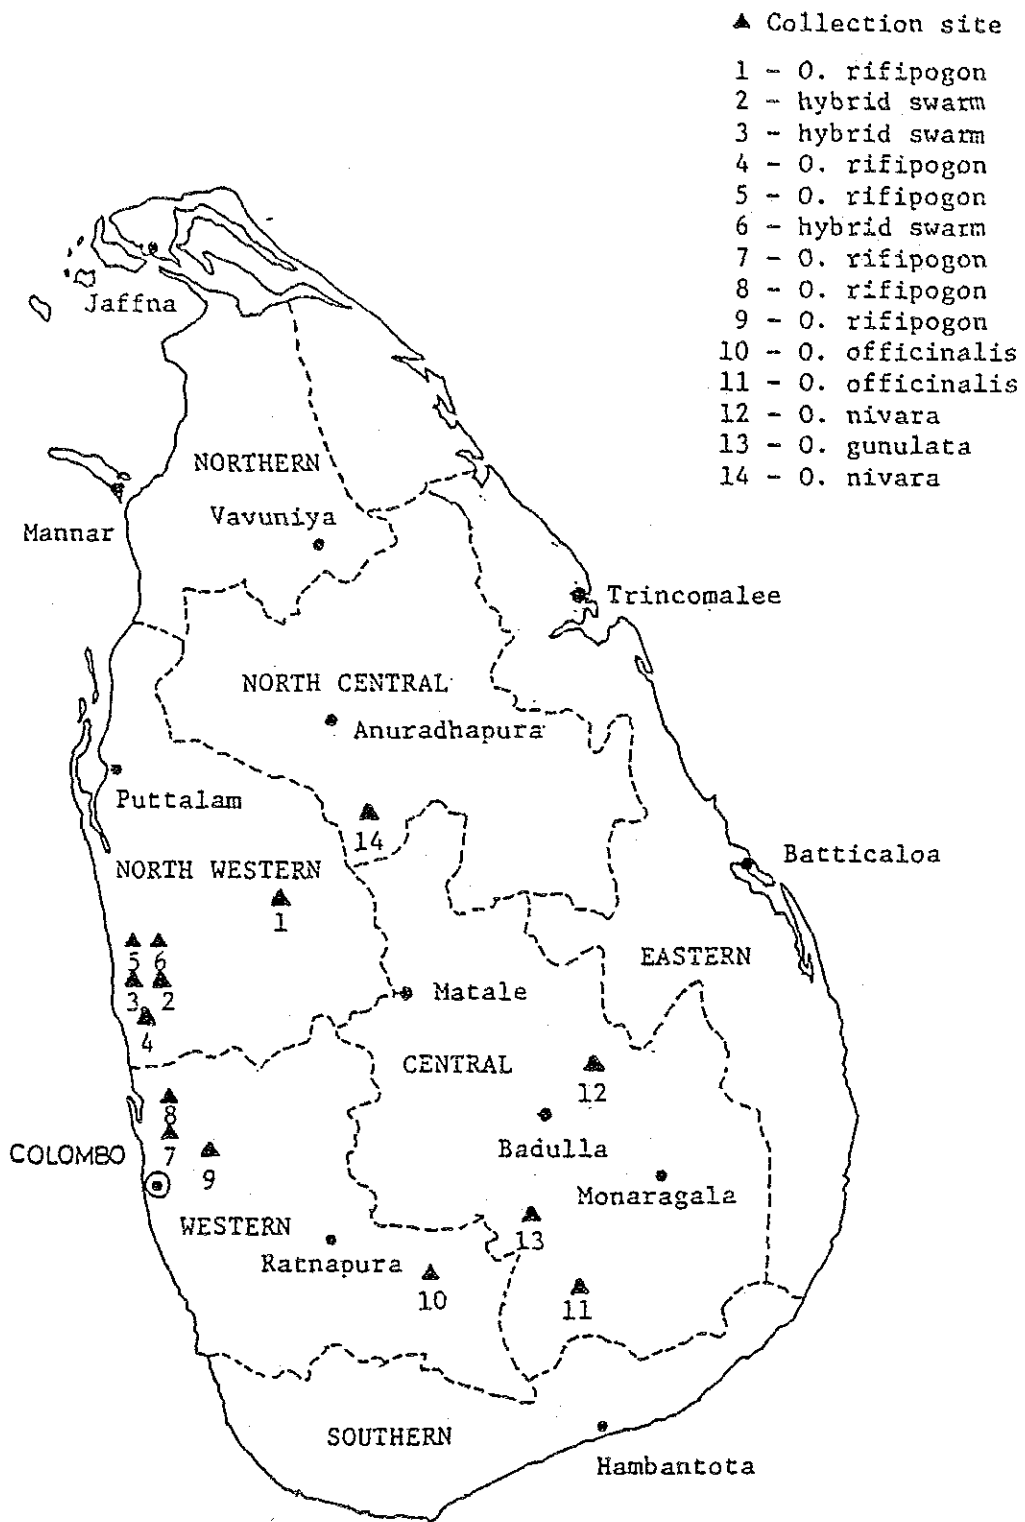 ▲ Collection site
1 - O. rifipogon
2 - hybrid swarm
3 - hybrid swarm
4 - O. rifipogon
5 - O. rifipogon
6 - hybrid swarm
7 - O. rifipogon
8 - O. rifipogon
9 - O. rifipogon
10 - O. officinalis
11 - O. officinalis
12 - O. nivara
13 - O. gunulata
14 - O. nivara
Jaffna
NORTHERN
Mannar
Vavuniya
Trincomalee
NORTH CENTRAL
Anuradhapura
Puttalam
14
Batticaloa
NORTH WESTERN
1
5 6
EASTERN
3 2
Matale
4
CENTRAL
12
8
Badulla
COLOMBO
7
9
Monaragala
WESTERN
13
Ratnapura
10
11
SOUTHERN
Hambantota